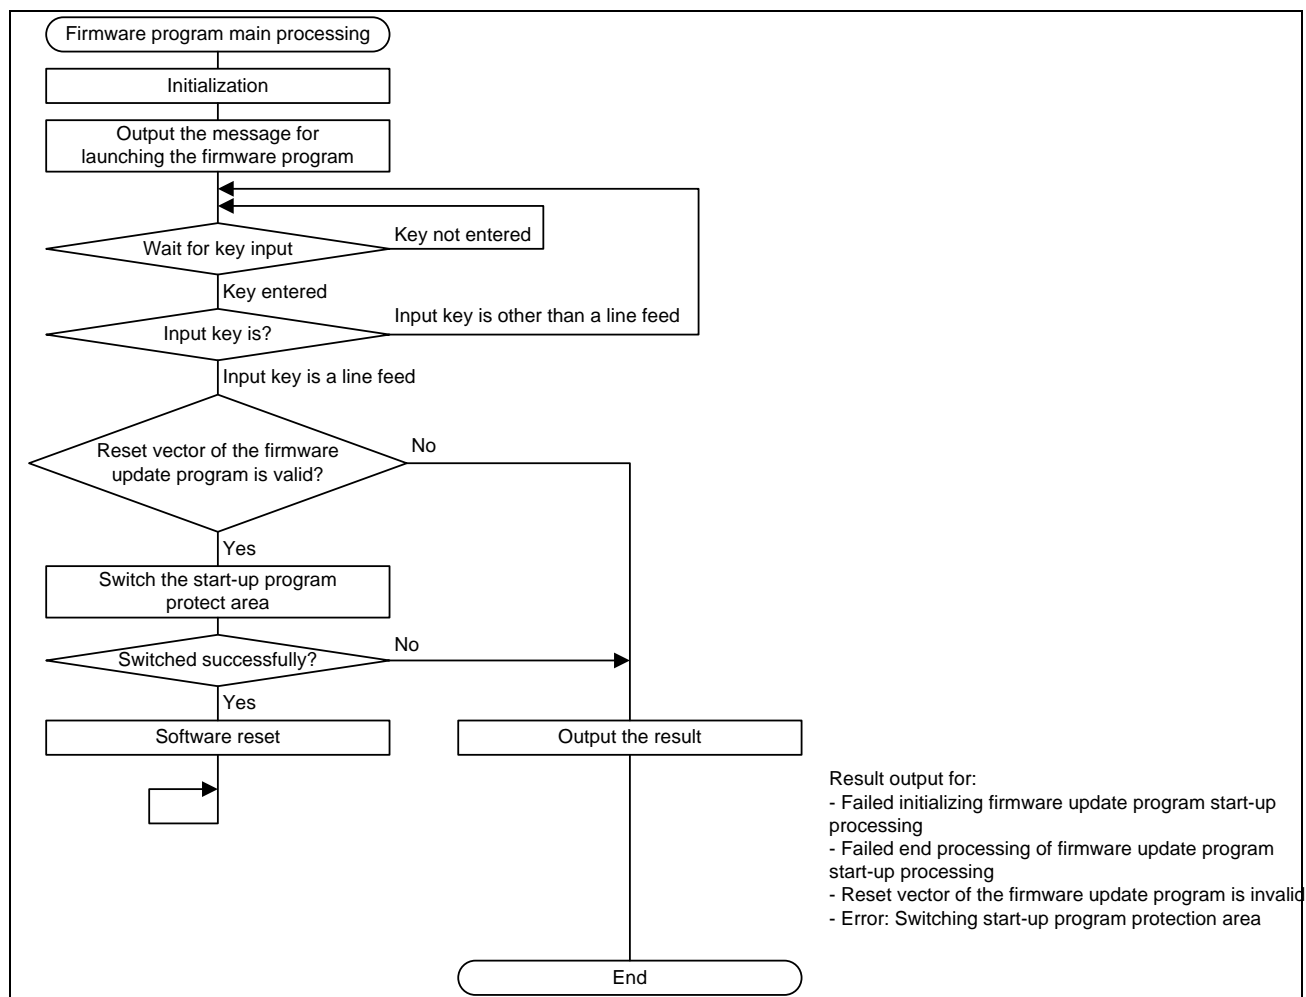 Firmware program main processing
Initialization
Output the message for
launching the firmware program
Wait for key input
Key not entered
Key entered
Input key is?
Input key is other than a line feed
Input key is a line feed
Reset vector of the firmware
update program is valid?
No
Yes
Switch the start-up program
protect area
Switched successfully?
No
Yes
Software reset
Output the result
Result output for:
- Failed initializing firmware update program start-up
processing
- Failed end processing of firmware update program
start-up processing
- Reset vector of the firmware update program is invalid
- Error: Switching start-up program protection area
End